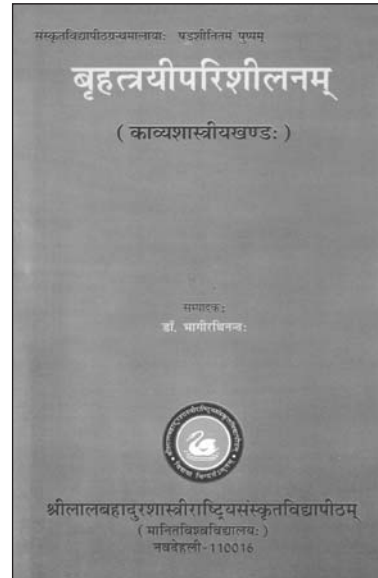 संस्कृतविद्यापीठग्रन्थमालायाः षडशीतितमं पुष्पम्
बृहत्त्रयीपरिशीलनम्
( काव्यशास्त्रीयखण्डः )
सम्पादकः
डॉ. भागीरथिनन्दः
श्रीलालबहादुरशास्त्रीराष्ट्रियसंस्कृतविद्यापीठम्
( मानितविश्वविद्यालयः )
नवदेहली-110016